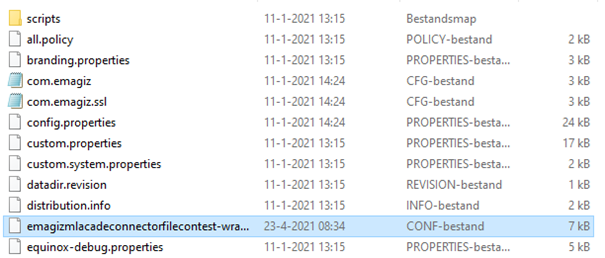 scripts 11-1-2021 13:15 Bestandsmap
all.policy 11-1-2021 13:15 POLICY-bestand 2 kB
branding.properties 11-1-2021 13:15 PROPERTIES-besta... 3 kB
com.emagiz 11-1-2021 14:24 CFG-bestand 3 kB
com.emagiz.ssl 11-1-2021 14:24 CFG-bestand 3 kB
config.properties 11-1-2021 14:24 PROPERTIES-besta... 24 kB
custom.properties 11-1-2021 13:15 PROPERTIES-besta... 17 kB
custom.system.properties 11-1-2021 13:15 PROPERTIES-besta... 2 kB
datadir.revision 11-1-2021 13:15 REVISION-bestand 1 kB
distribution.info 11-1-2021 13:15 INFO-bestand 1 kB
emagizmlacadeconnectorfilecontest-wra... 23-4-2021 08:34 CONF-bestand 7 kB
equinox-debug.properties 11-1-2021 13:15 PROPERTIES-besta... 5 kB